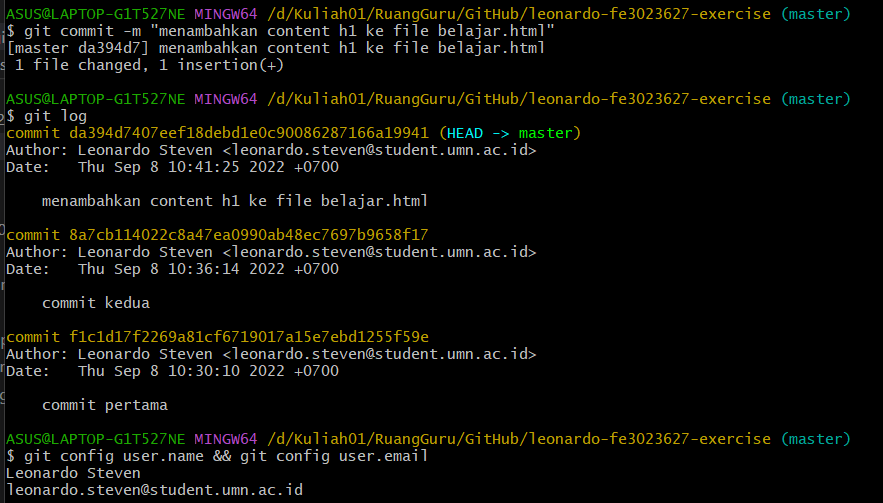 ASUS@LAPTOP-G1T527NE MINGW64 /d/Kuliah01/RuangGuru/GitHub/leonardo-fe3023627-exercise (master)
$ git commit -m "menambahkan content h1 ke file belajar.html"
[master da394d7] menambahkan content h1 ke file belajar.html
 1 file changed, 1 insertion(+)
ASUS@LAPTOP-G1T527NE MINGW64 /d/Kuliah01/RuangGuru/GitHub/leonardo-fe3023627-exercise (master)
$ git log
commit da394d7407eef18debd1e0c90086287166a19941 (HEAD -> master)
Author: Leonardo Steven <leonardo.steven@student.umn.ac.id>
Date:   Thu Sep 8 10:41:25 2022 +0700
    menambahkan content h1 ke file belajar.html
commit 8a7cb114022c8a47ea0990ab48ec7697b9658f17
Author: Leonardo Steven <leonardo.steven@student.umn.ac.id>
Date:   Thu Sep 8 10:36:14 2022 +0700
    commit kedua
commit f1c1d17f2269a81cf6719017a15e7ebd1255f59e
Author: Leonardo Steven <leonardo.steven@student.umn.ac.id>
Date:   Thu Sep 8 10:30:10 2022 +0700
    commit pertama
ASUS@LAPTOP-G1T527NE MINGW64 /d/Kuliah01/RuangGuru/GitHub/leonardo-fe3023627-exercise (master)
$ git config user.name && git config user.email
Leonardo Steven
leonardo.steven@student.umn.ac.id